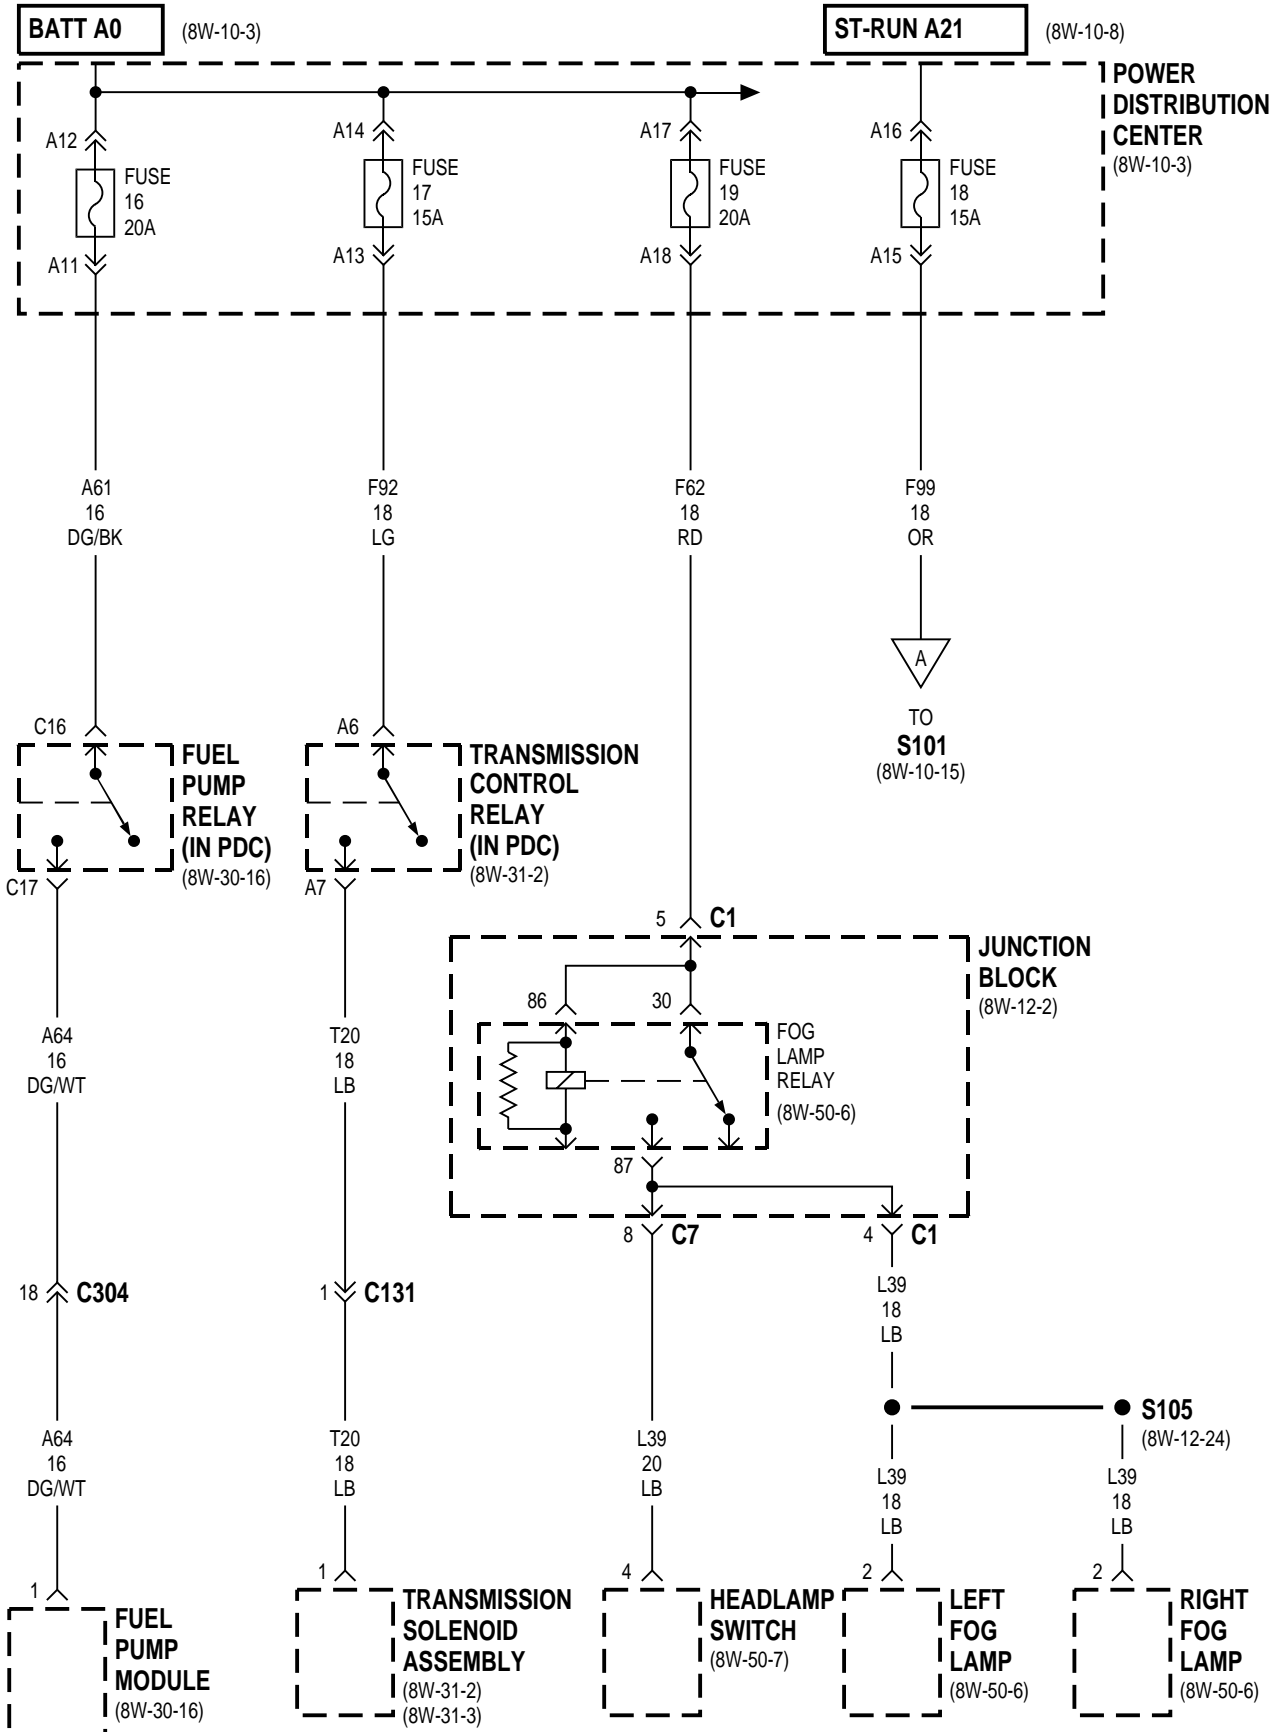 BATT A0
(8W-10-3)
ST-RUN A21
(8W-10-8)
POWER
DISTRIBUTION
CENTER
(8W-10-3)
A12
FUSE
16
20A
A11
A14
FUSE
17
15A
A13
A17
FUSE
19
20A
A18
A16
FUSE
18
15A
A15
A61
16
DG/BK
F92
18
LG
F62
18
RD
F99
18
OR
A
TO
S101
(8W-10-15)
C16
FUEL
PUMP
RELAY
(IN PDC)
(8W-30-16)
C17
A6
TRANSMISSION
CONTROL
RELAY
(IN PDC)
(8W-31-2)
A7
5 C1
JUNCTION
BLOCK
(8W-12-2)
86
30
FOG
LAMP
RELAY
(8W-50-6)
87
8 C7
4 C1
A64
16
DG/WT
T20
18
LB
L39
18
LB
18 C304
1 C131
S105
(8W-12-24)
A64
16
DG/WT
T20
18
LB
L39
20
LB
L39
18
LB
L39
18
LB
1
FUEL
PUMP
MODULE
(8W-30-16)
1
TRANSMISSION
SOLENOID
ASSEMBLY
(8W-31-2)
(8W-31-3)
4
HEADLAMP
SWITCH
(8W-50-7)
2
LEFT
FOG
LAMP
(8W-50-6)
2
RIGHT
FOG
LAMP
(8W-50-6)